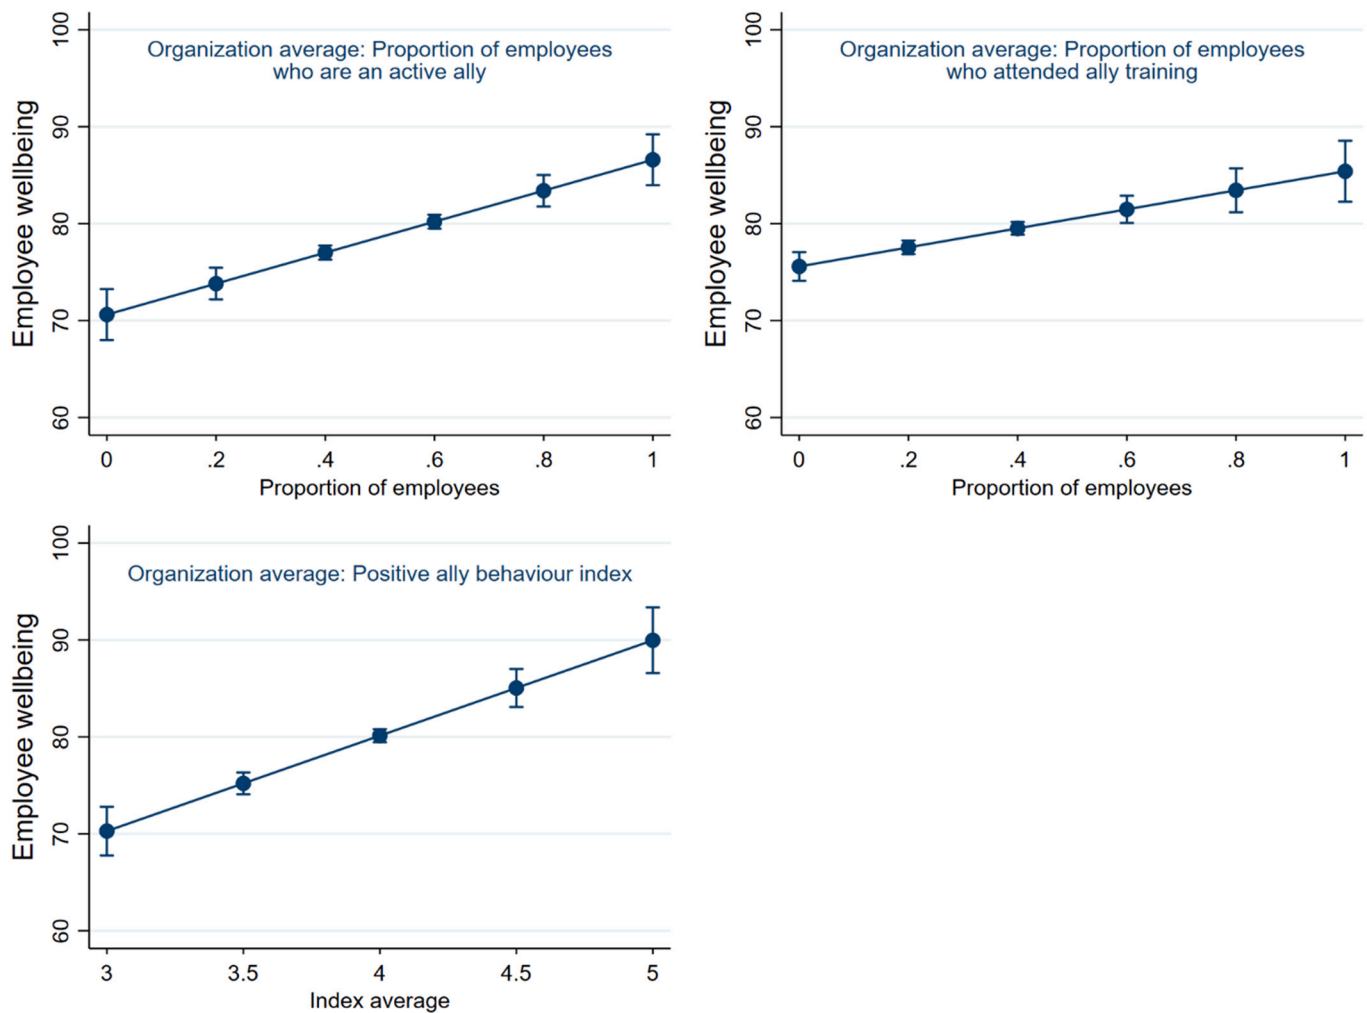 Organization average: Proportion of employees
who are an active ally
Employee wellbeing
100
90
80
70
60
0 .2 .4 .6 .8 1
Proportion of employees
Organization average: Proportion of employees
who attended ally training
Employee wellbeing
100
90
80
70
60
0 .2 .4 .6 .8 1
Proportion of employees
Organization average: Positive ally behaviour index
Employee wellbeing
100
90
80
70
60
3 3.5 4 4.5 5
Index average